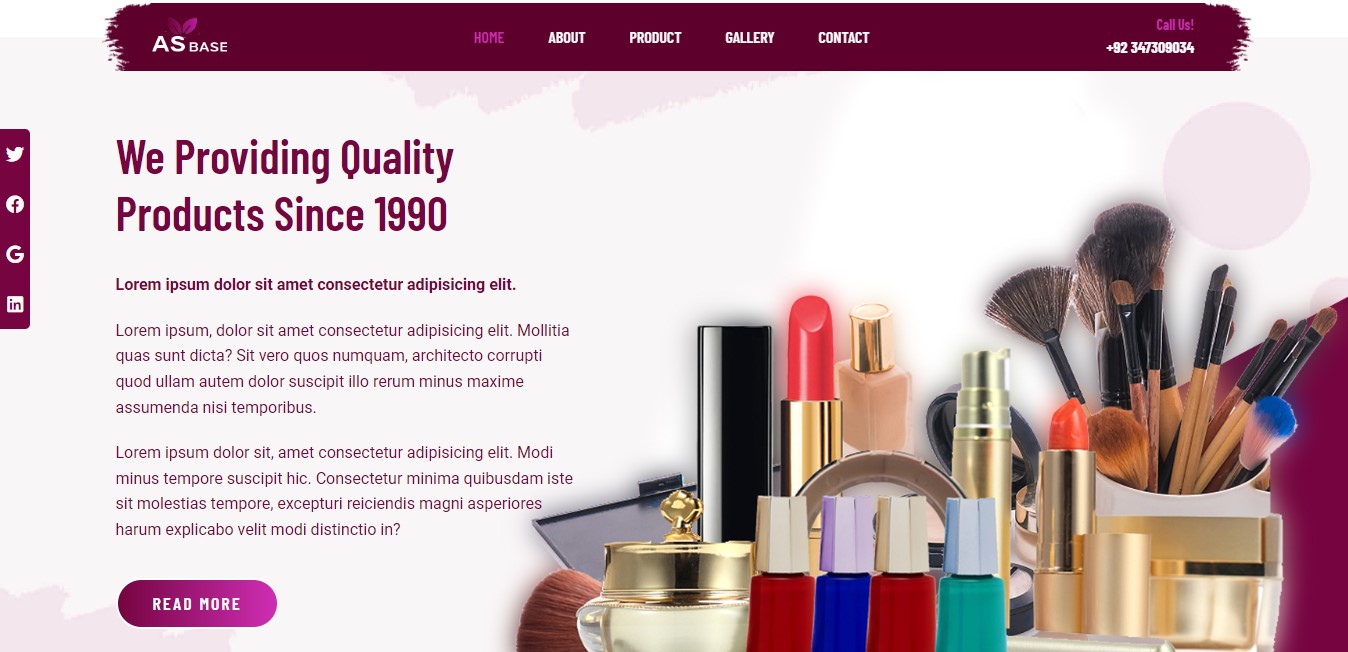 AS BASE
HOME ABOUT PRODUCT GALLERY CONTACT
Call Us!
+92 347309034
We Providing Quality
Products Since 1990
Lorem ipsum dolor sit amet consectetur adipisicing elit.
Lorem ipsum, dolor sit amet consectetur adipisicing elit. Mollitia
quas sunt dicta? Sit vero quos numquam, architecto corrupti
quod ullam autem dolor suscipit illo rerum minus maxime
assumenda nisi temporibus.
Lorem ipsum dolor sit, amet consectetur adipisicing elit. Modi
minus tempore suscipit hic. Consectetur minima quibusdam iste
sit molestias tempore, excepturi reiciendis magni asperiores
harum explicabo velit modi distinctio in?
READ MORE